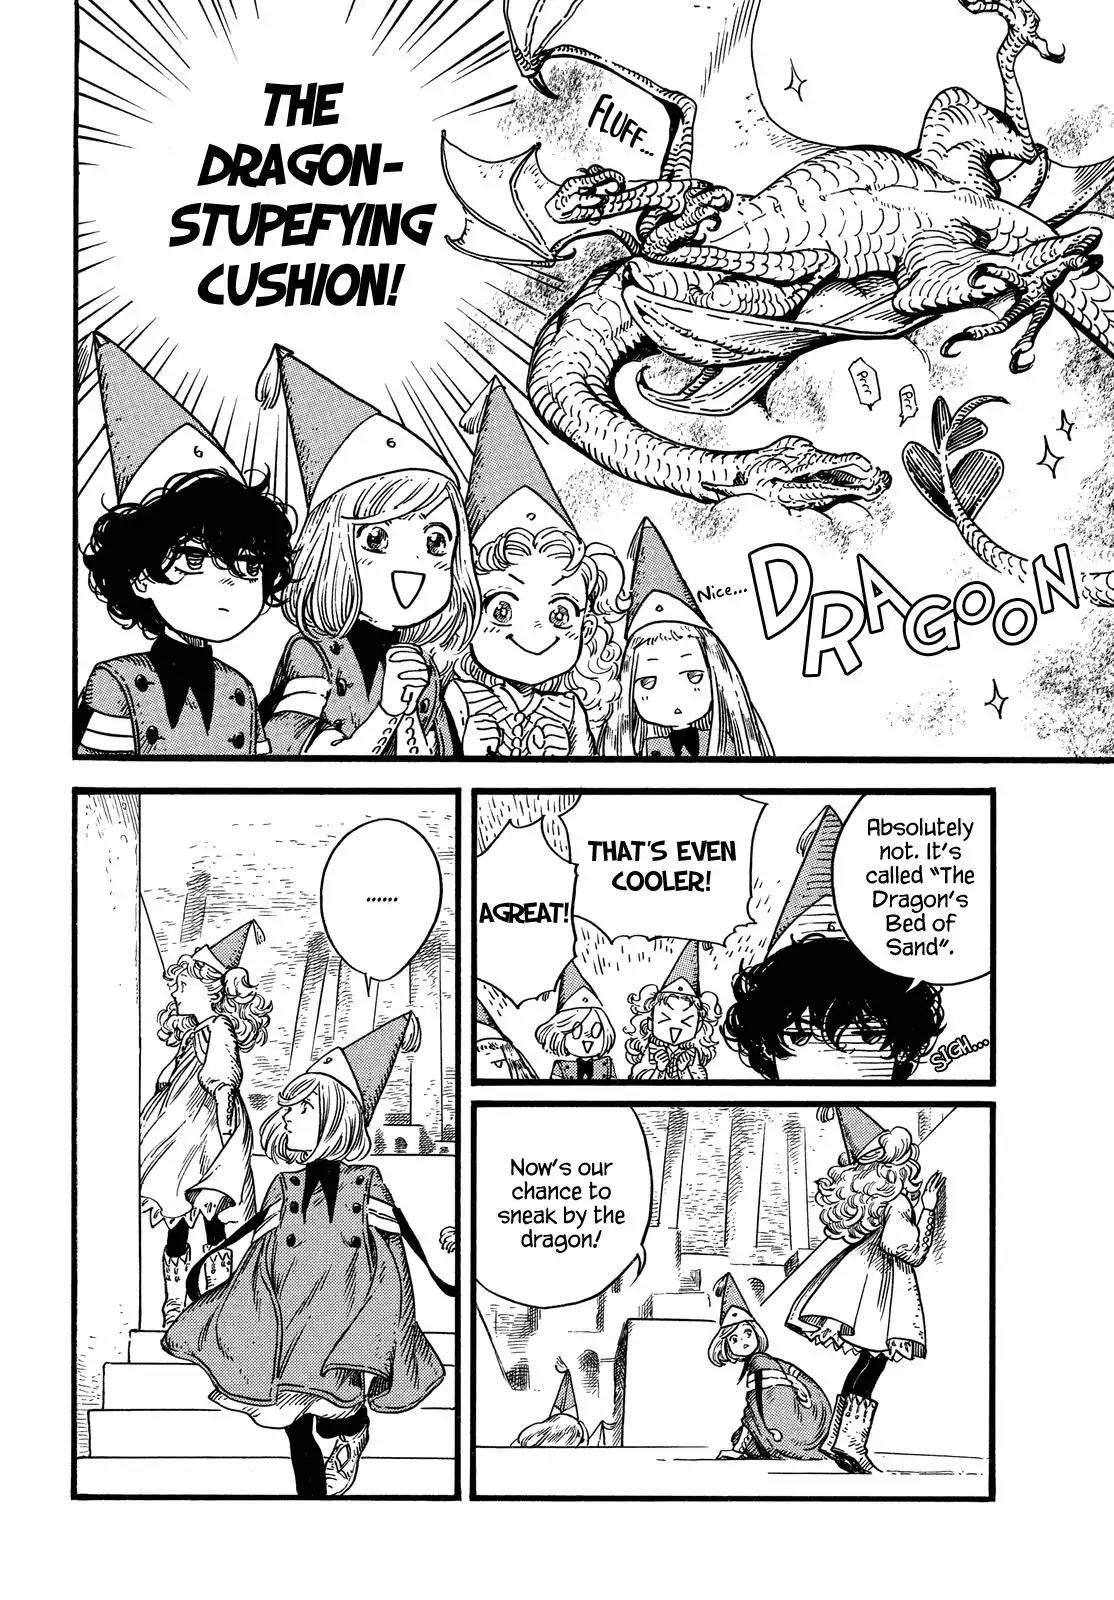 THE
DRAGON-
STUPEFYING
CUSHION!
FLUFF...
Prrr
Prr
Nice...
DRAGOON
Absolutely
not. It's
called "The
Dragon's
Bed of
Sand".
SIGH...
THAT'S EVEN
COOLER!
AGREAT!
Now's our
chance to
sneak by the
dragon!
.......